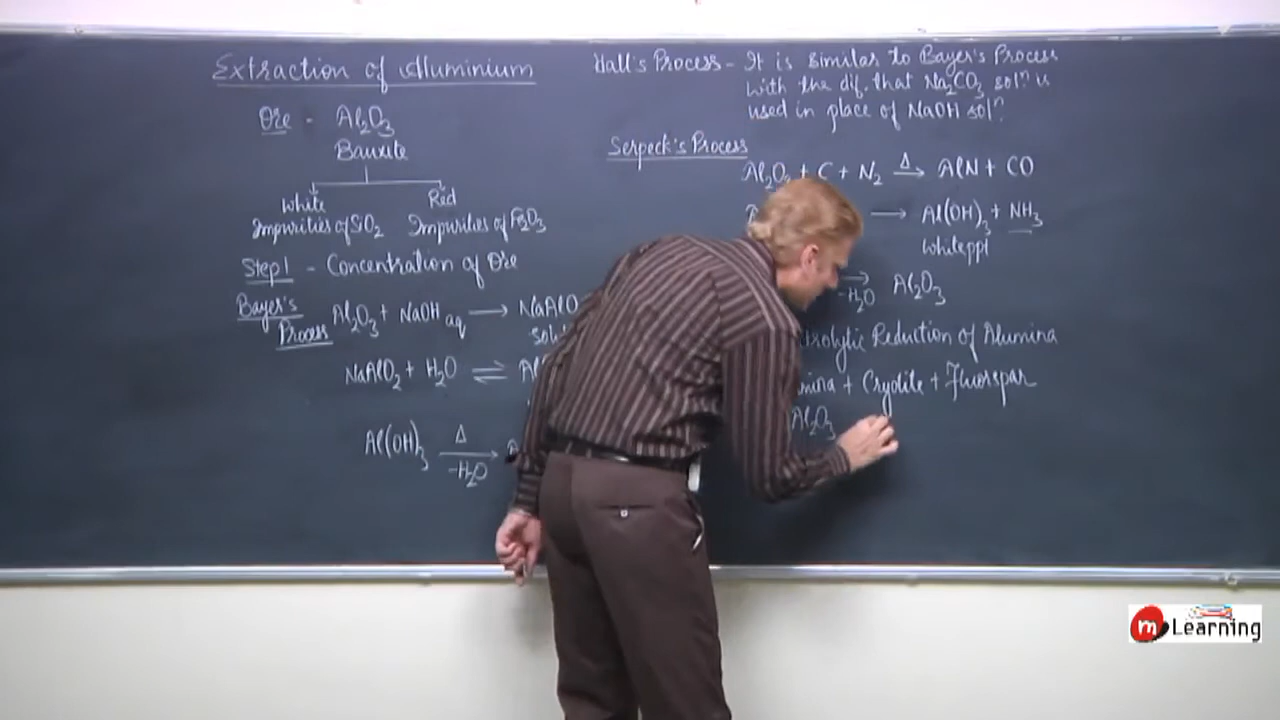 Extraction of Aluminium
Ore - Al₂O₃
Bauxite
White Red
Impurities of SiO₂ Impurities of Fe₂O₃
Step 1 - Concentration of Ore
Bayer's Process Al₂O₃ + NaOH aq ⟶ NaAlO
sol
NaAlO₂ + H₂O ⇌ Al
Al(OH)₃ Δ ⟶ -H₂O
Hall's Process - It is similar to Bayer's Process
with the dif. that Na₂CO₃ solⁿ is
used in place of NaOH solⁿ
Serpeck's Process
Al₂O₃ + C + N₂ Δ ⟶ AlN + CO
⟶ Al(OH)₃ + NH₃
White ppt
⟶ -H₂O Al₂O₃
Reduction of Alumina
+ Cryolite + Fluorspar
Al₂O₃
m Learning